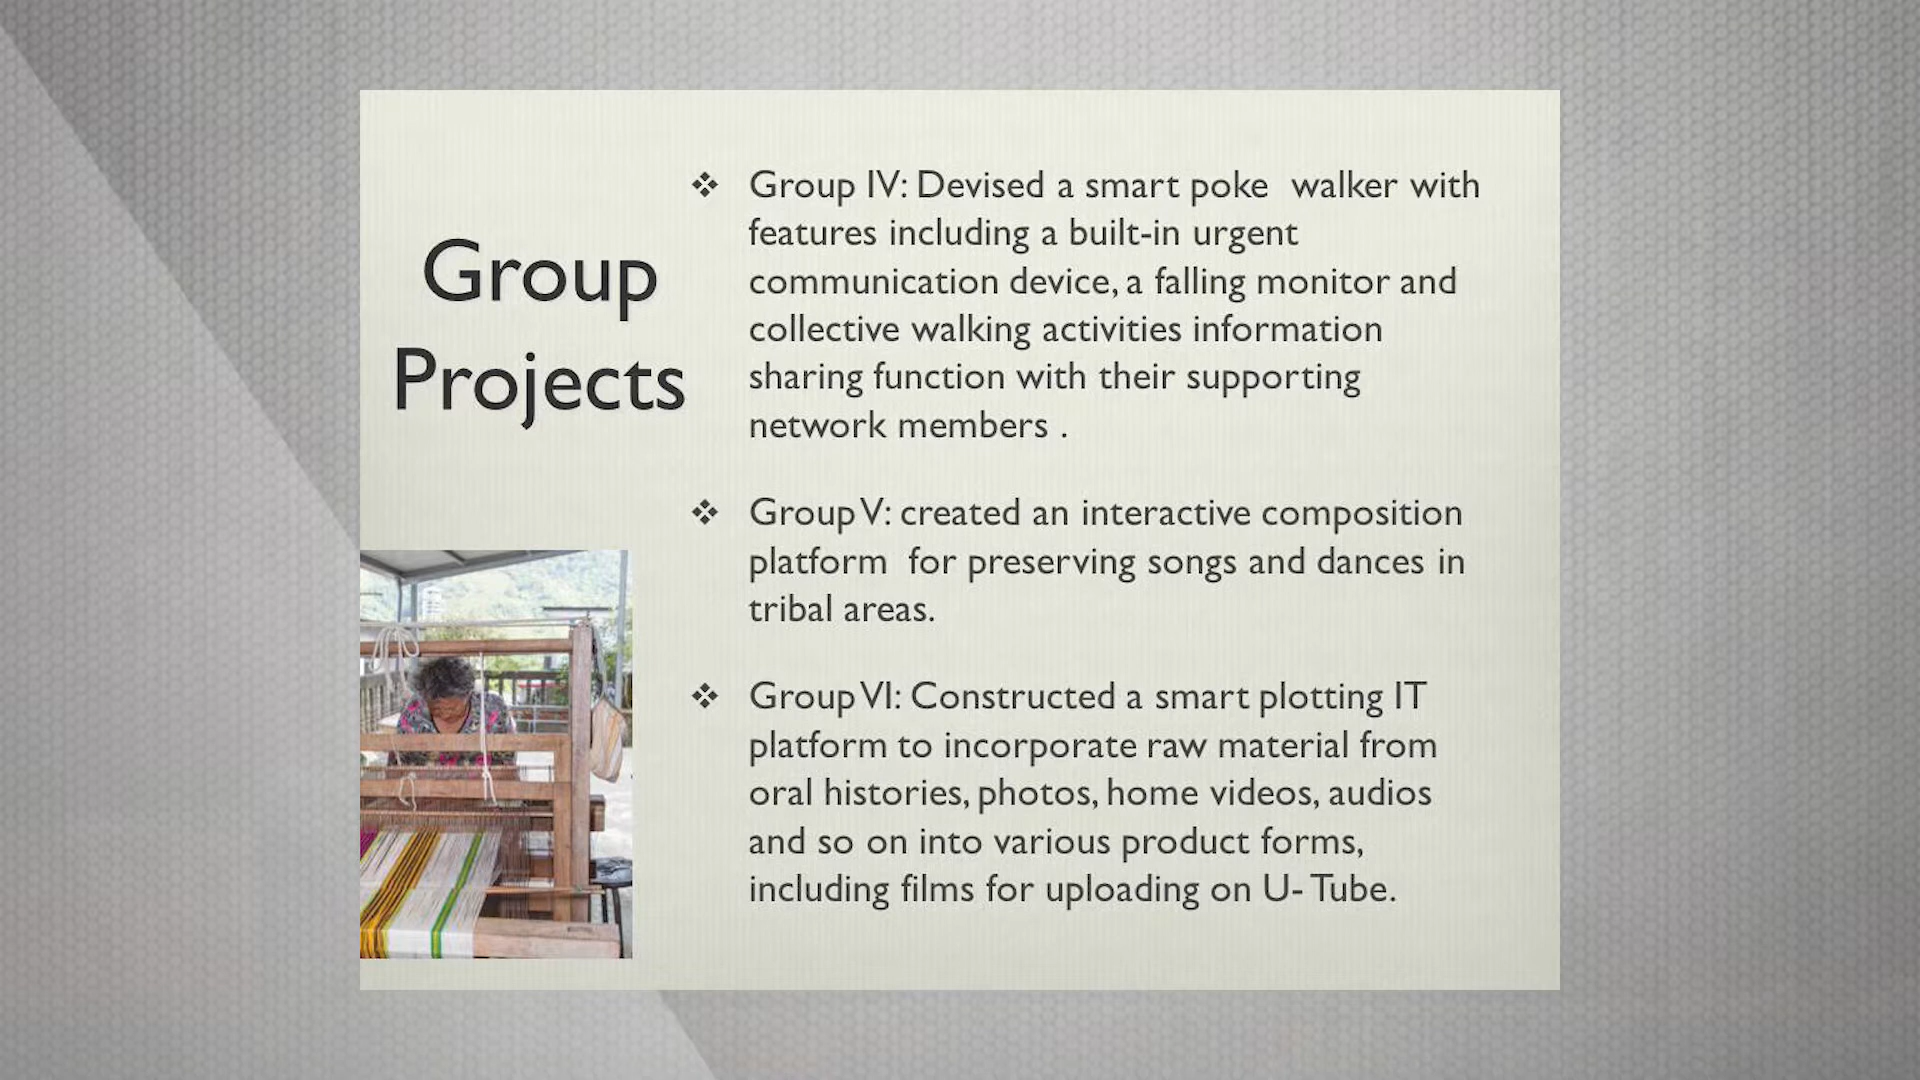 Group
Projects
❖ Group IV: Devised a smart poke walker with
features including a built-in urgent
communication device, a falling monitor and
collective walking activities information
sharing function with their supporting
network members .
❖ Group V: created an interactive composition
platform for preserving songs and dances in
tribal areas.
❖ Group VI: Constructed a smart plotting IT
platform to incorporate raw material from
oral histories, photos, home videos, audios
and so on into various product forms,
including films for uploading on U- Tube.